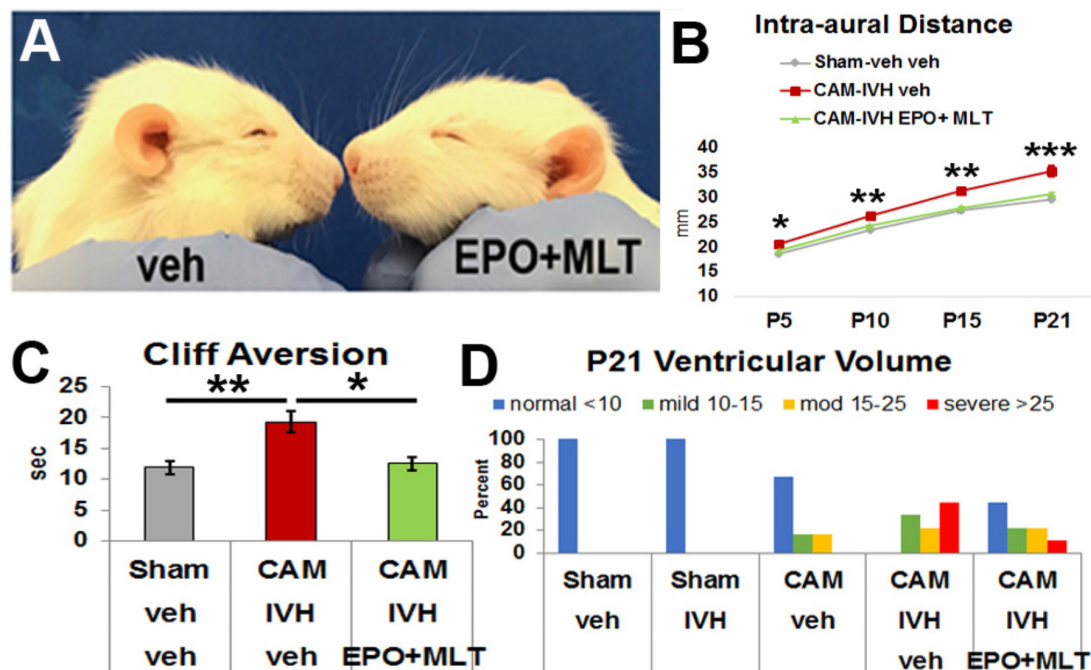 A
veh
EPO+MLT
B
Intra-aural Distance
Sham-veh veh
CAM-IVH veh
CAM-IVH EPO+ MLT
40
35
30
25
20
15
10
mm
*
**
**
***
P5 P10 P15 P21
C
Cliff Aversion
25
20
15
10
5
0
sec
** *
Sham CAM CAM
veh IVH IVH
veh veh EPO+MLT
D
P21 Ventricular Volume
normal <10 mild 10-15 mod 15-25 severe >25
100
80
60
40
20
0
Percent
Sham Sham CAM CAM CAM
veh IVH veh IVH IVH
veh EPO+MLT